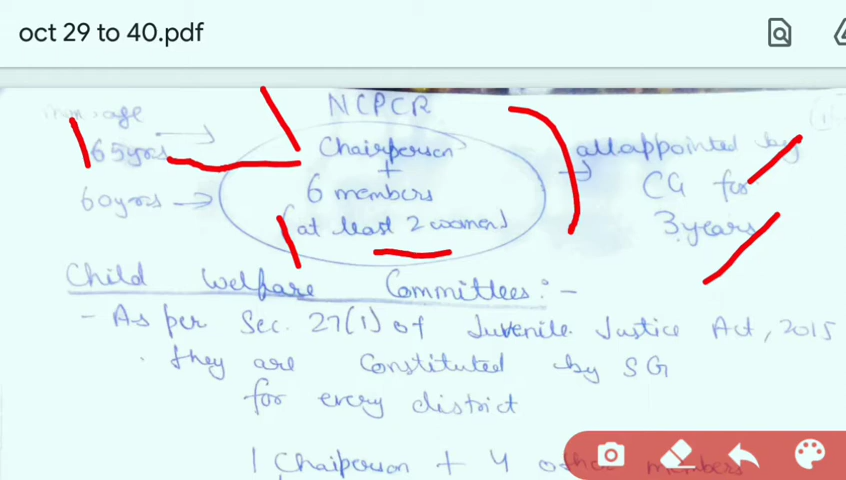 oct 29 to 40.pdf
NCPCR
age
65yrs → Chairperson
+
60yrs → 6 members
(at least 2 women)
→ all appointed by
CG for
3 years
Child Welfare Committees:-
- As per Sec. 27(1) of Juvenile Justice Act, 2015
they are constituted by SG
for every district
1 Chaiperson + 4 other members